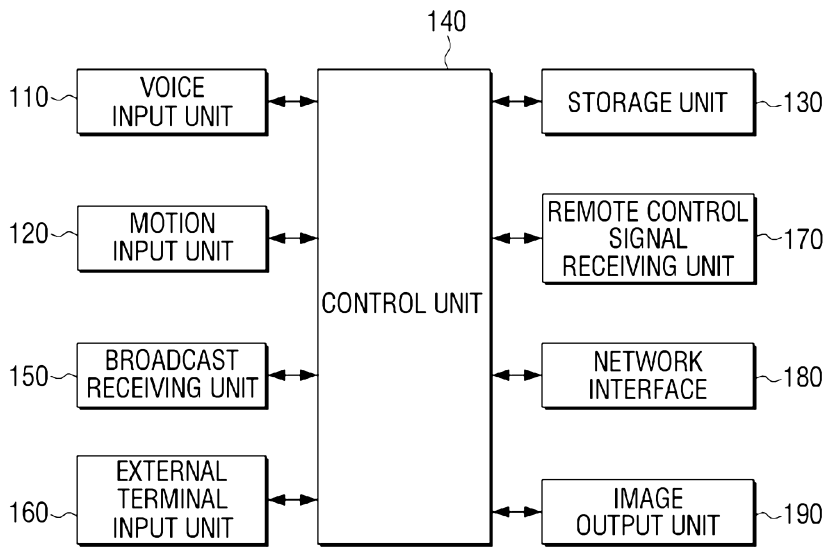 140
110
VOICE
INPUT UNIT
STORAGE UNIT
130
120
MOTION
INPUT UNIT
REMOTE CONTROL
SIGNAL
RECEIVING UNIT
170
CONTROL UNIT
150
BROADCAST
RECEIVING UNIT
NETWORK
INTERFACE
180
160
EXTERNAL
TERMINAL
INPUT UNIT
IMAGE
OUTPUT UNIT
190